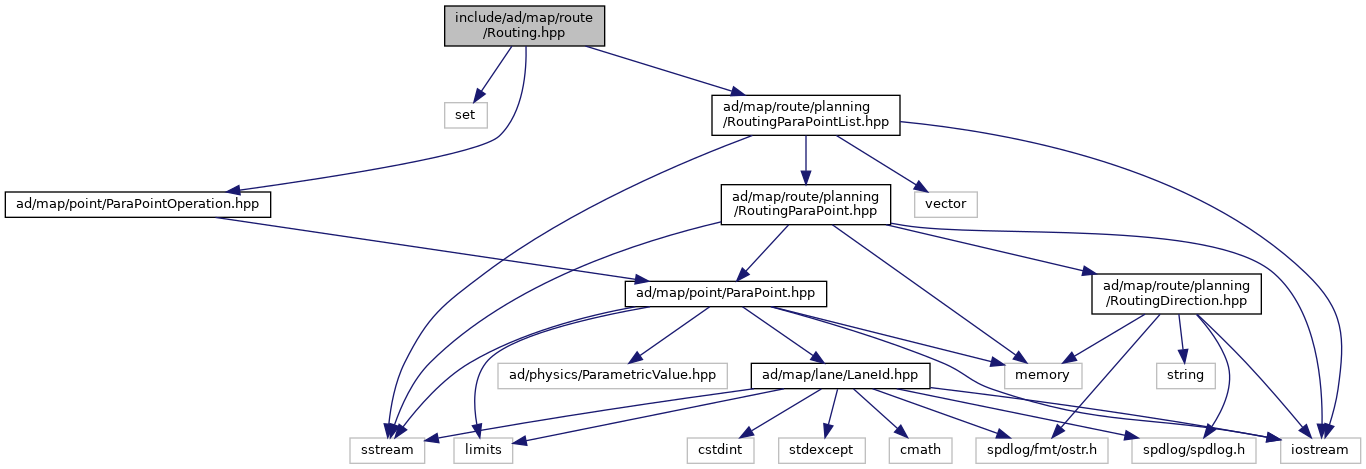 include/ad/map/route
/Routing.hpp
set
ad/map/route/planning
/RoutingParaPointList.hpp
ad/map/point/ParaPointOperation.hpp
ad/map/route/planning
/RoutingParaPoint.hpp
vector
ad/map/point/ParaPoint.hpp
ad/map/route/planning
/RoutingDirection.hpp
ad/physics/ParametricValue.hpp
ad/map/lane/LaneId.hpp
memory
string
sstream
limits
cstdint
stdexcept
cmath
spdlog/fmt/ostr.h
spdlog/spdlog.h
iostream